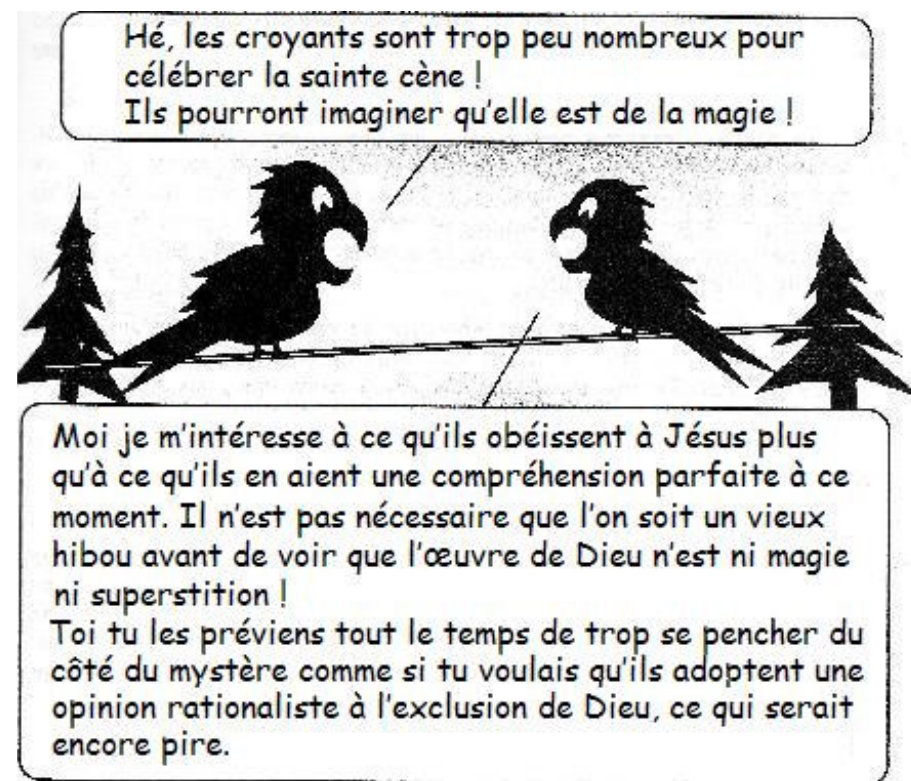 Hé, les croyants sont trop peu nombreux pour
célébrer la sainte cène !
Ils pourront imaginer qu'elle est de la magie !
Moi je m'intéresse à ce qu'ils obéissent à Jésus plus
qu'à ce qu'ils en aient une compréhension parfaite à ce
moment. Il n'est pas nécessaire que l'on soit un vieux
hibou avant de voir que l'œuvre de Dieu n'est ni magie
ni superstition !
Toi tu les préviens tout le temps de trop se pencher du
côté du mystère comme si tu voulais qu'ils adoptent une
opinion rationaliste à l'exclusion de Dieu, ce qui serait
encore pire.